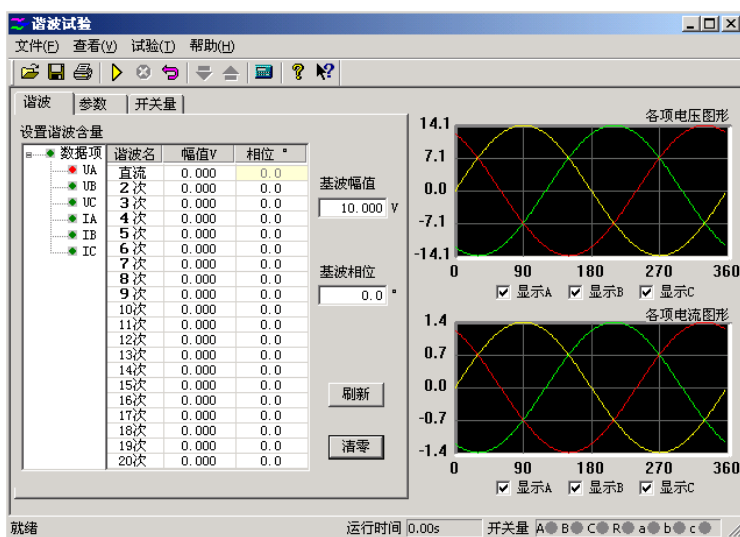 谐波试验
文件(F) 查看(V) 试验(T) 帮助(H)
谐波 参数 开关量
设置谐波含量
数据项
UA
UB
UC
IA
IB
IC
谐波名 幅值V 相位 °
直流 0.000 0.0
2次 0.000 0.0
3次 0.000 0.0
4次 0.000 0.0
5次 0.000 0.0
6次 0.000 0.0
7次 0.000 0.0
8次 0.000 0.0
9次 0.000 0.0
10次 0.000 0.0
11次 0.000 0.0
12次 0.000 0.0
13次 0.000 0.0
14次 0.000 0.0
15次 0.000 0.0
16次 0.000 0.0
17次 0.000 0.0
18次 0.000 0.0
19次 0.000 0.0
20次 0.000 0.0
基波幅值
10.000 V
基波相位
0.0 °
刷新
清零
各项电压图形
14.1
7.1
0.0
-7.1
-14.1
0 90 180 270 360
显示A 显示B 显示C
各项电流图形
1.4
0.7
0.0
-0.7
-1.4
0 90 180 270 360
显示A 显示B 显示C
就绪 运行时间 0.00s 开关量 A B C R a b c